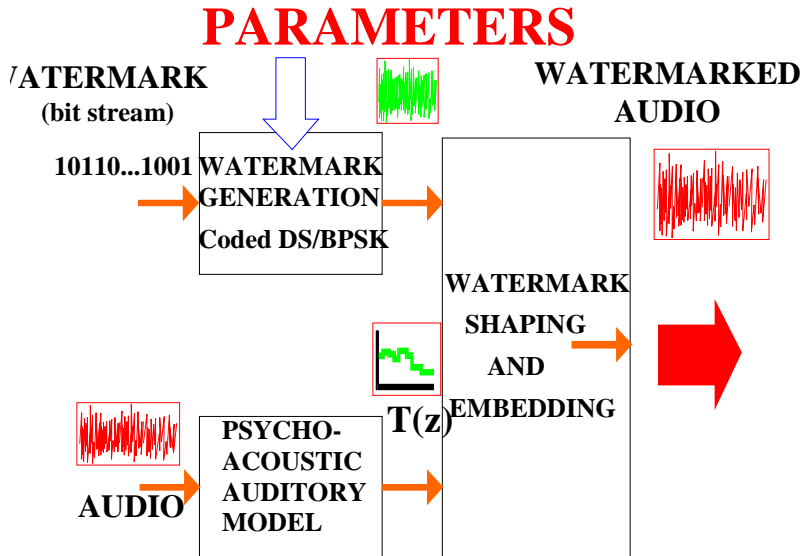 PARAMETERS
VATERMARK
(bit stream)
10110...1001
WATERMARK
GENERATION
Coded DS/BPSK
WATERMARKED
AUDIO
WATERMARK
SHAPING
AND
EMBEDDING
T(z)
AUDIO
PSYCHO-
ACOUSTIC
AUDITORY
MODEL